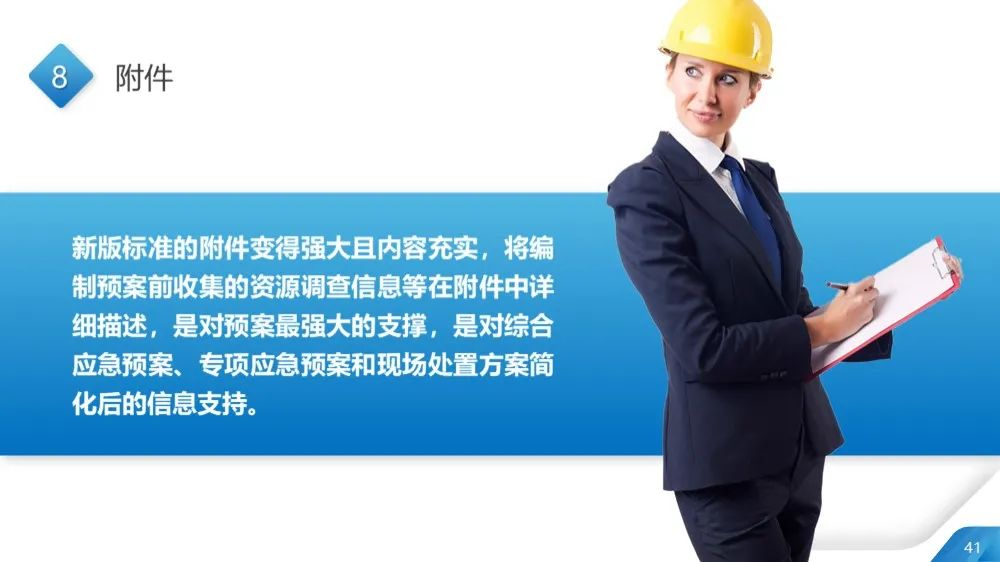 8
附件
新版标准的附件变得强大且内容充实，将编
制预案前收集的资源调查信息等在附件中详
细描述，是对预案最强大的支撑，是对综合
应急预案、专项应急预案和现场处置方案简
化后的信息支持。
41